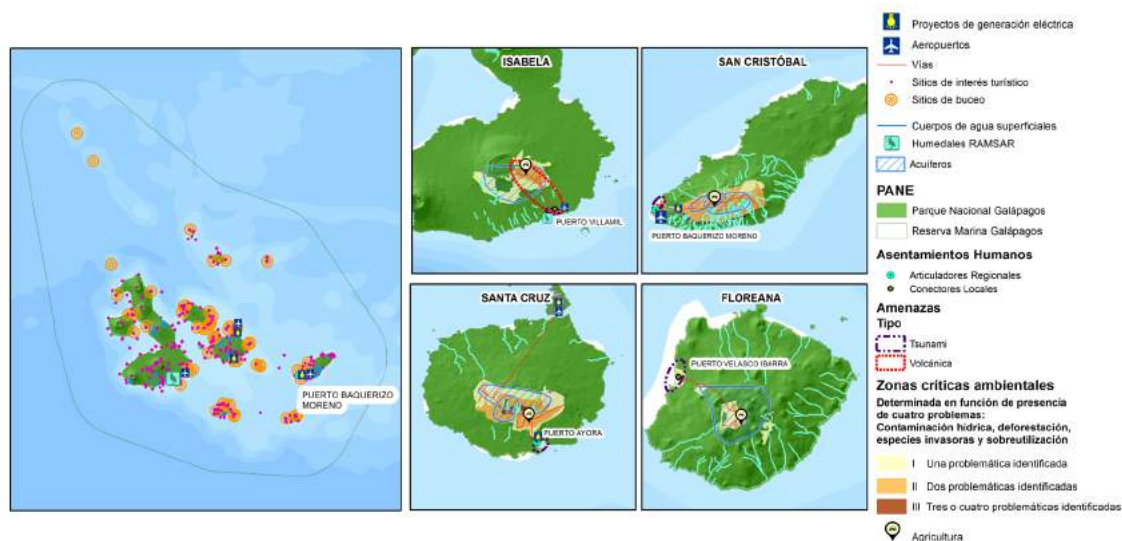 PUERTO BAQUERIZO
MORENO
ISABELA
PUERTO VILLAMIL
SAN CRISTÓBAL
PUERTO BAQUERIZO MORENO
SANTA CRUZ
PUERTO AYORA
FLOREANA
PUERTO VELASCO IBARRA
Proyectos de generación eléctrica
Aeropuertos
Vías
Sitios de interés turístico
Sitios de buceo
Cuerpos de agua superficiales
Humedales RAMSAR
Acuíferos
PANE
Parque Nacional Galápagos
Reserva Marina Galápagos
Asentamientos Humanos
Articuladores Regionales
Conectores Locales
Amenazas
Tipo
Tsunami
Volcánica
Zonas críticas ambientales
Determinada en función de presencia
de cuatro problemas:
Contaminación hídrica, deforestación,
especies invasoras y sobreutilización
I Una problemática identificada
II Dos problemáticas identificadas
III Tres o cuatro problemáticas identificadas
Agricultura